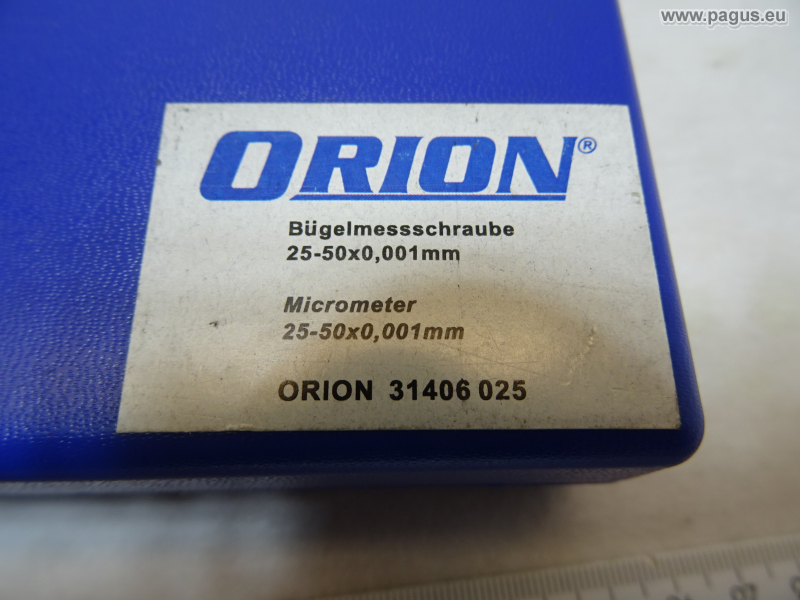 www.pagus.eu
ORION®
Bügelmessschraube
25-50x0,001mm
Micrometer
25-50x0,001mm
ORION 31406 025